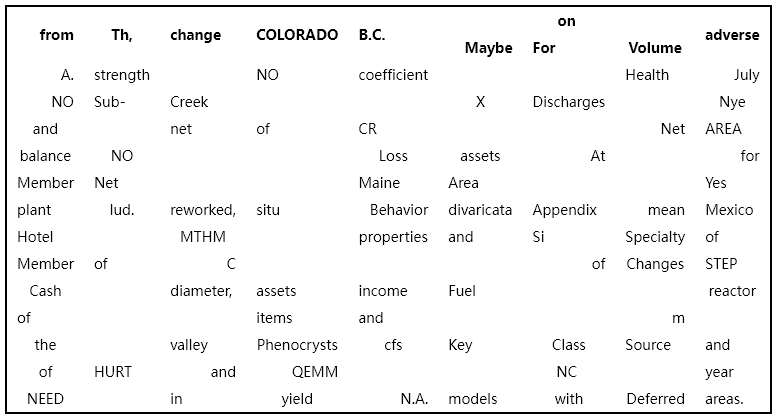 on
from Th, change COLORADO B.C. Maybe For Volume adverse
A. strength NO coefficient Health July
NO Sub- Creek X Discharges Nye
and net of CR Net AREA
balance NO Loss assets At for
Member Net Maine Area Yes
plant lud. reworked, situ Behavior divaricata Appendix mean Mexico
Hotel MTHM properties and Si Specialty of
Member of C of Changes STEP
Cash diameter, assets income Fuel reactor
of items and m
the valley Phenocrysts cfs Key Class Source and
of HURT and QEMM NC year
NEED in yield N.A. models with Deferred areas.